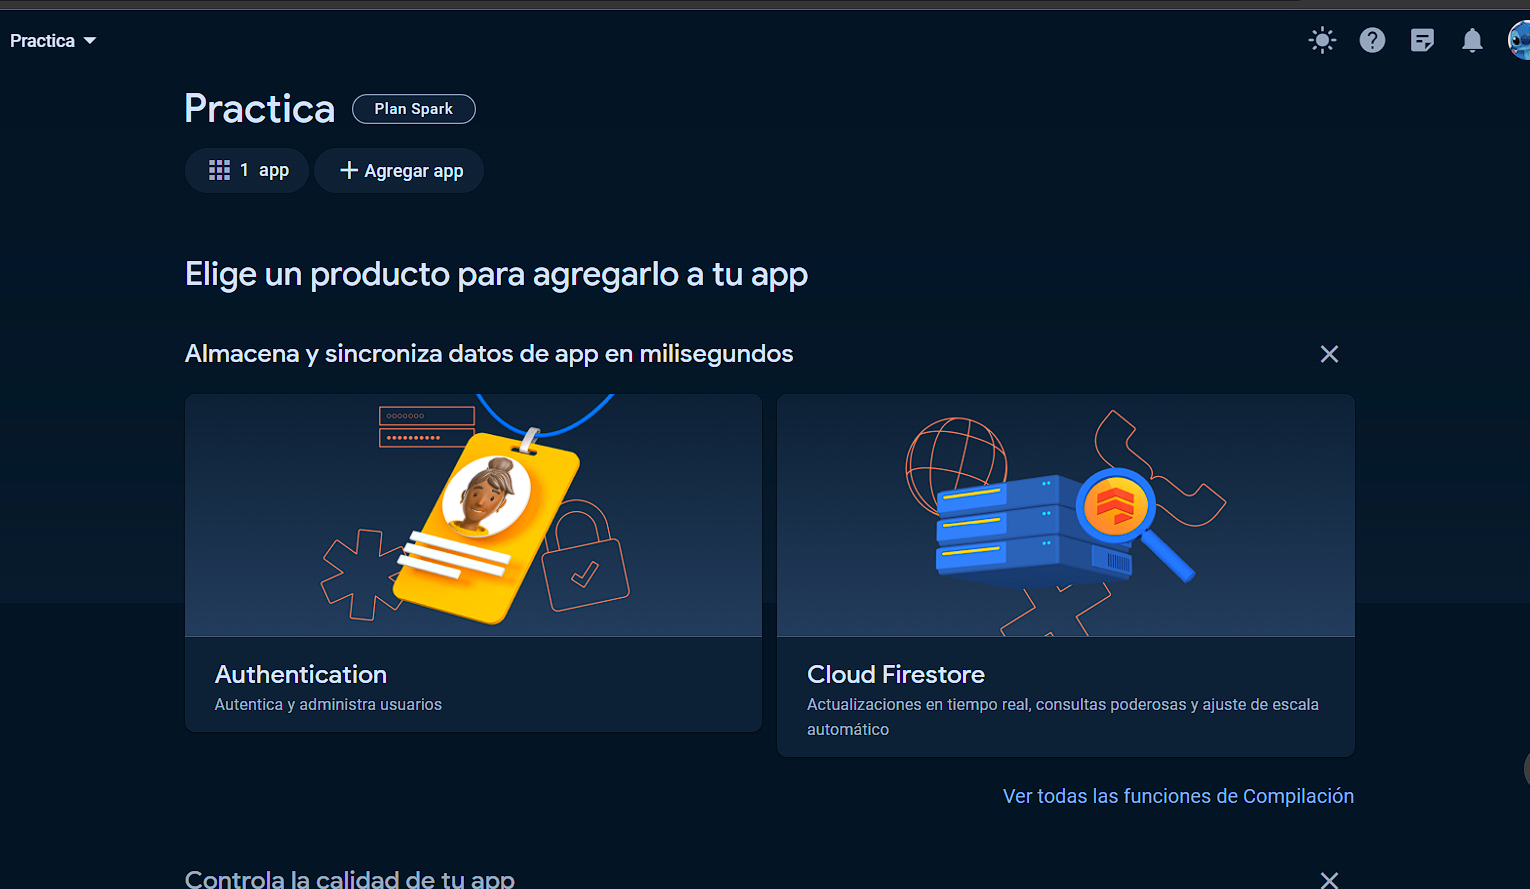 Practica
Practica
Plan Spark
1 app
Agregar app
Elige un producto para agregarlo a tu app
Almacena y sincroniza datos de app en milisegundos
Authentication
Autentica y administra usuarios
Cloud Firestore
Actualizaciones en tiempo real, consultas poderosas y ajuste de escala
automático
Ver todas las funciones de Compilación
Controla la calidad de tu app